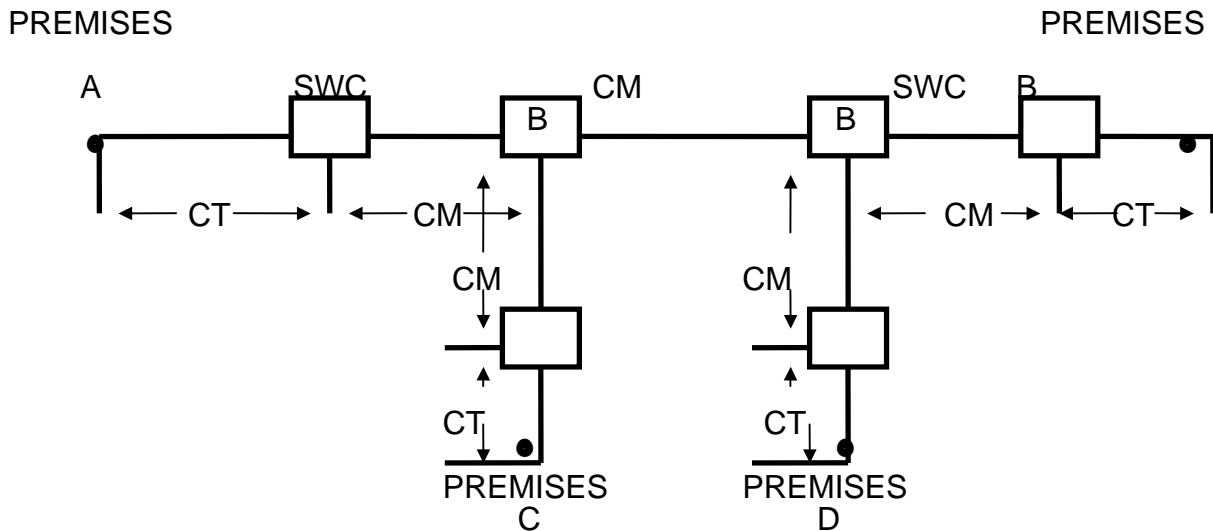 PREMISES PREMISES
A SWC CM SWC B
B B
CT CM CM CT
CM CM
CT CT
PREMISES PREMISES
C D